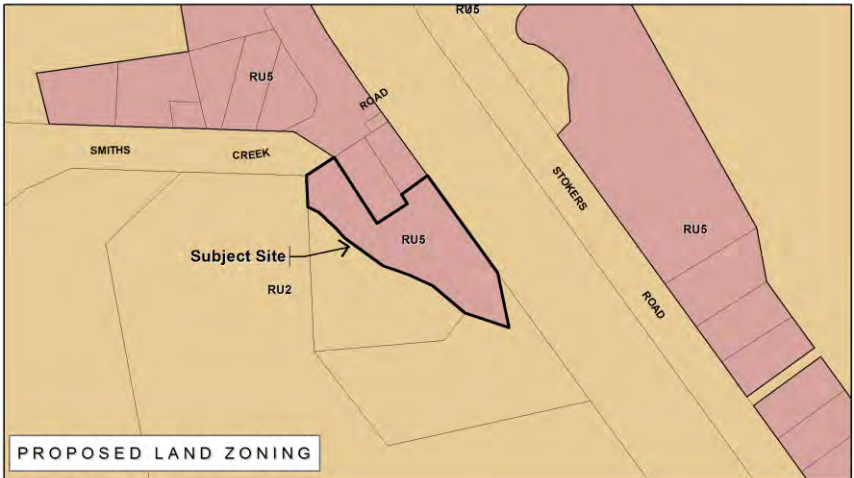 RU5
RU5
ROAD
SMITHS CREEK
STOKERS
RU5
RU5
Subject Site
RU2
ROAD
PROPOSED LAND ZONING